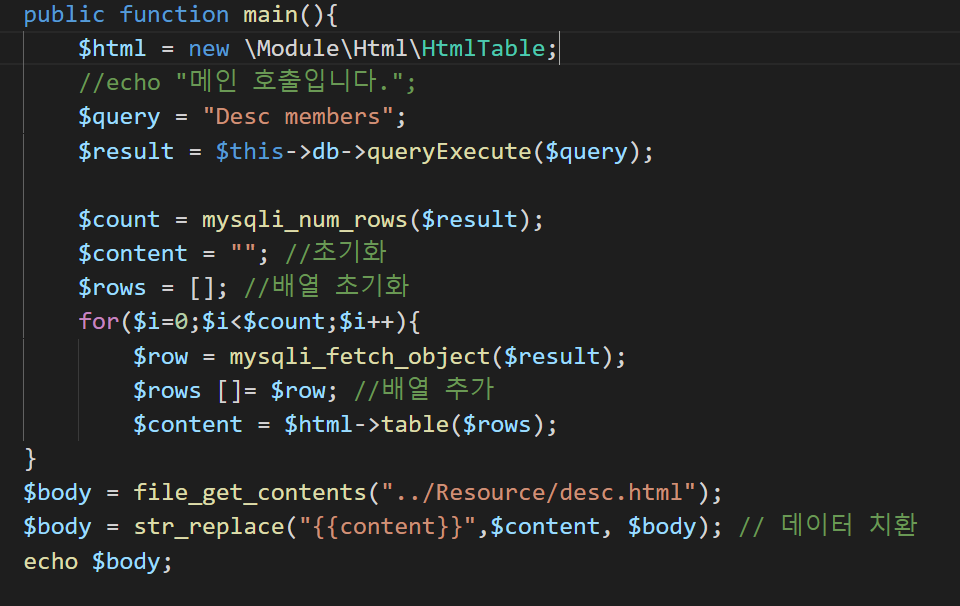 public function main(){
    $html = new \Module\Html\HtmlTable;
    //echo "메인 호출입니다.";
    $query = "Desc members";
    $result = $this->db->queryExecute($query);

    $count = mysqli_num_rows($result);
    $content = ""; //초기화
    $rows = []; //배열 초기화
    for($i=0;$i<$count;$i++){
        $row = mysqli_fetch_object($result);
        $rows []= $row; //배열 추가
        $content = $html->table($rows);
}
$body = file_get_contents("../Resource/desc.html");
$body = str_replace("{{content}}",$content, $body); // 데이터 치환
echo $body;